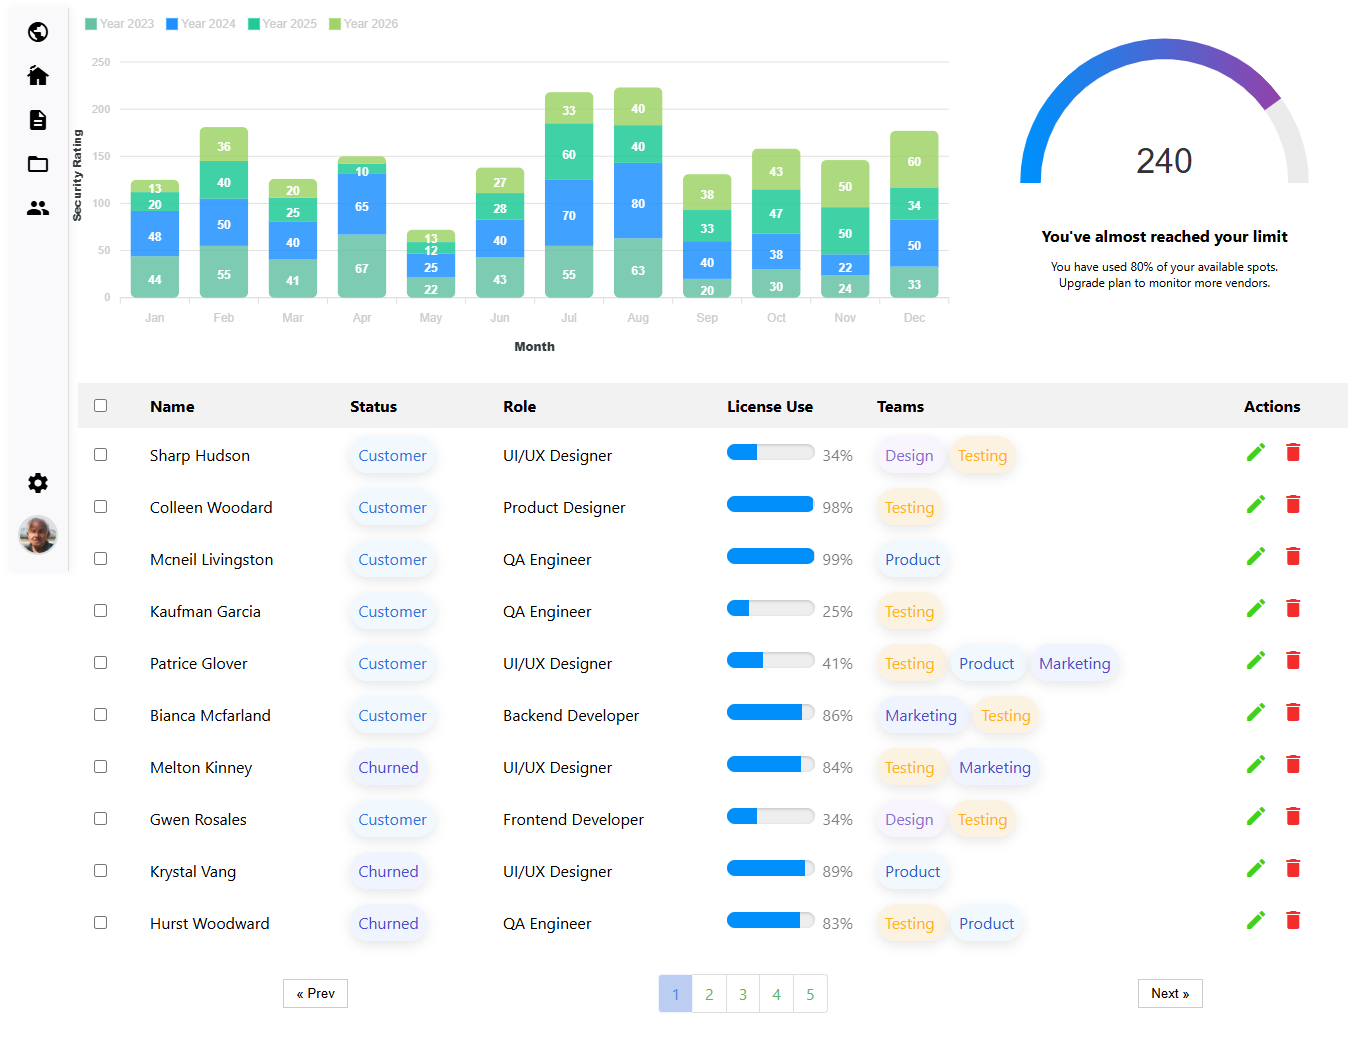 Year 2023 Year 2024 Year 2025 Year 2026
250
200
150
100
50
0
Security Rating
13 36 20 13 27 33 40 38 43 50 60
20 40 25 10 12 28 60 40 33 47 50 34
48 50 40 65 25 40 70 80 40 38 22 50
44 55 41 67 22 43 55 63 20 30 24 33
Jan Feb Mar Apr May Jun Jul Aug Sep Oct Nov Dec
Month
240
You've almost reached your limit
You have used 80% of your available spots.
Upgrade plan to monitor more vendors.
Name Status Role License Use Teams Actions
Sharp Hudson Customer UI/UX Designer 34% Design Testing
Colleen Woodard Customer Product Designer 98% Testing
Mcneil Livingston Customer QA Engineer 99% Product
Kaufman Garcia Customer QA Engineer 25% Testing
Patrice Glover Customer UI/UX Designer 41% Testing Product Marketing
Bianca Mcfarland Customer Backend Developer 86% Marketing Testing
Melton Kinney Churned UI/UX Designer 84% Testing Marketing
Gwen Rosales Customer Frontend Developer 34% Design Testing
Krystal Vang Churned UI/UX Designer 89% Product
Hurst Woodward Churned QA Engineer 83% Testing Product
« Prev 1 2 3 4 5 Next »